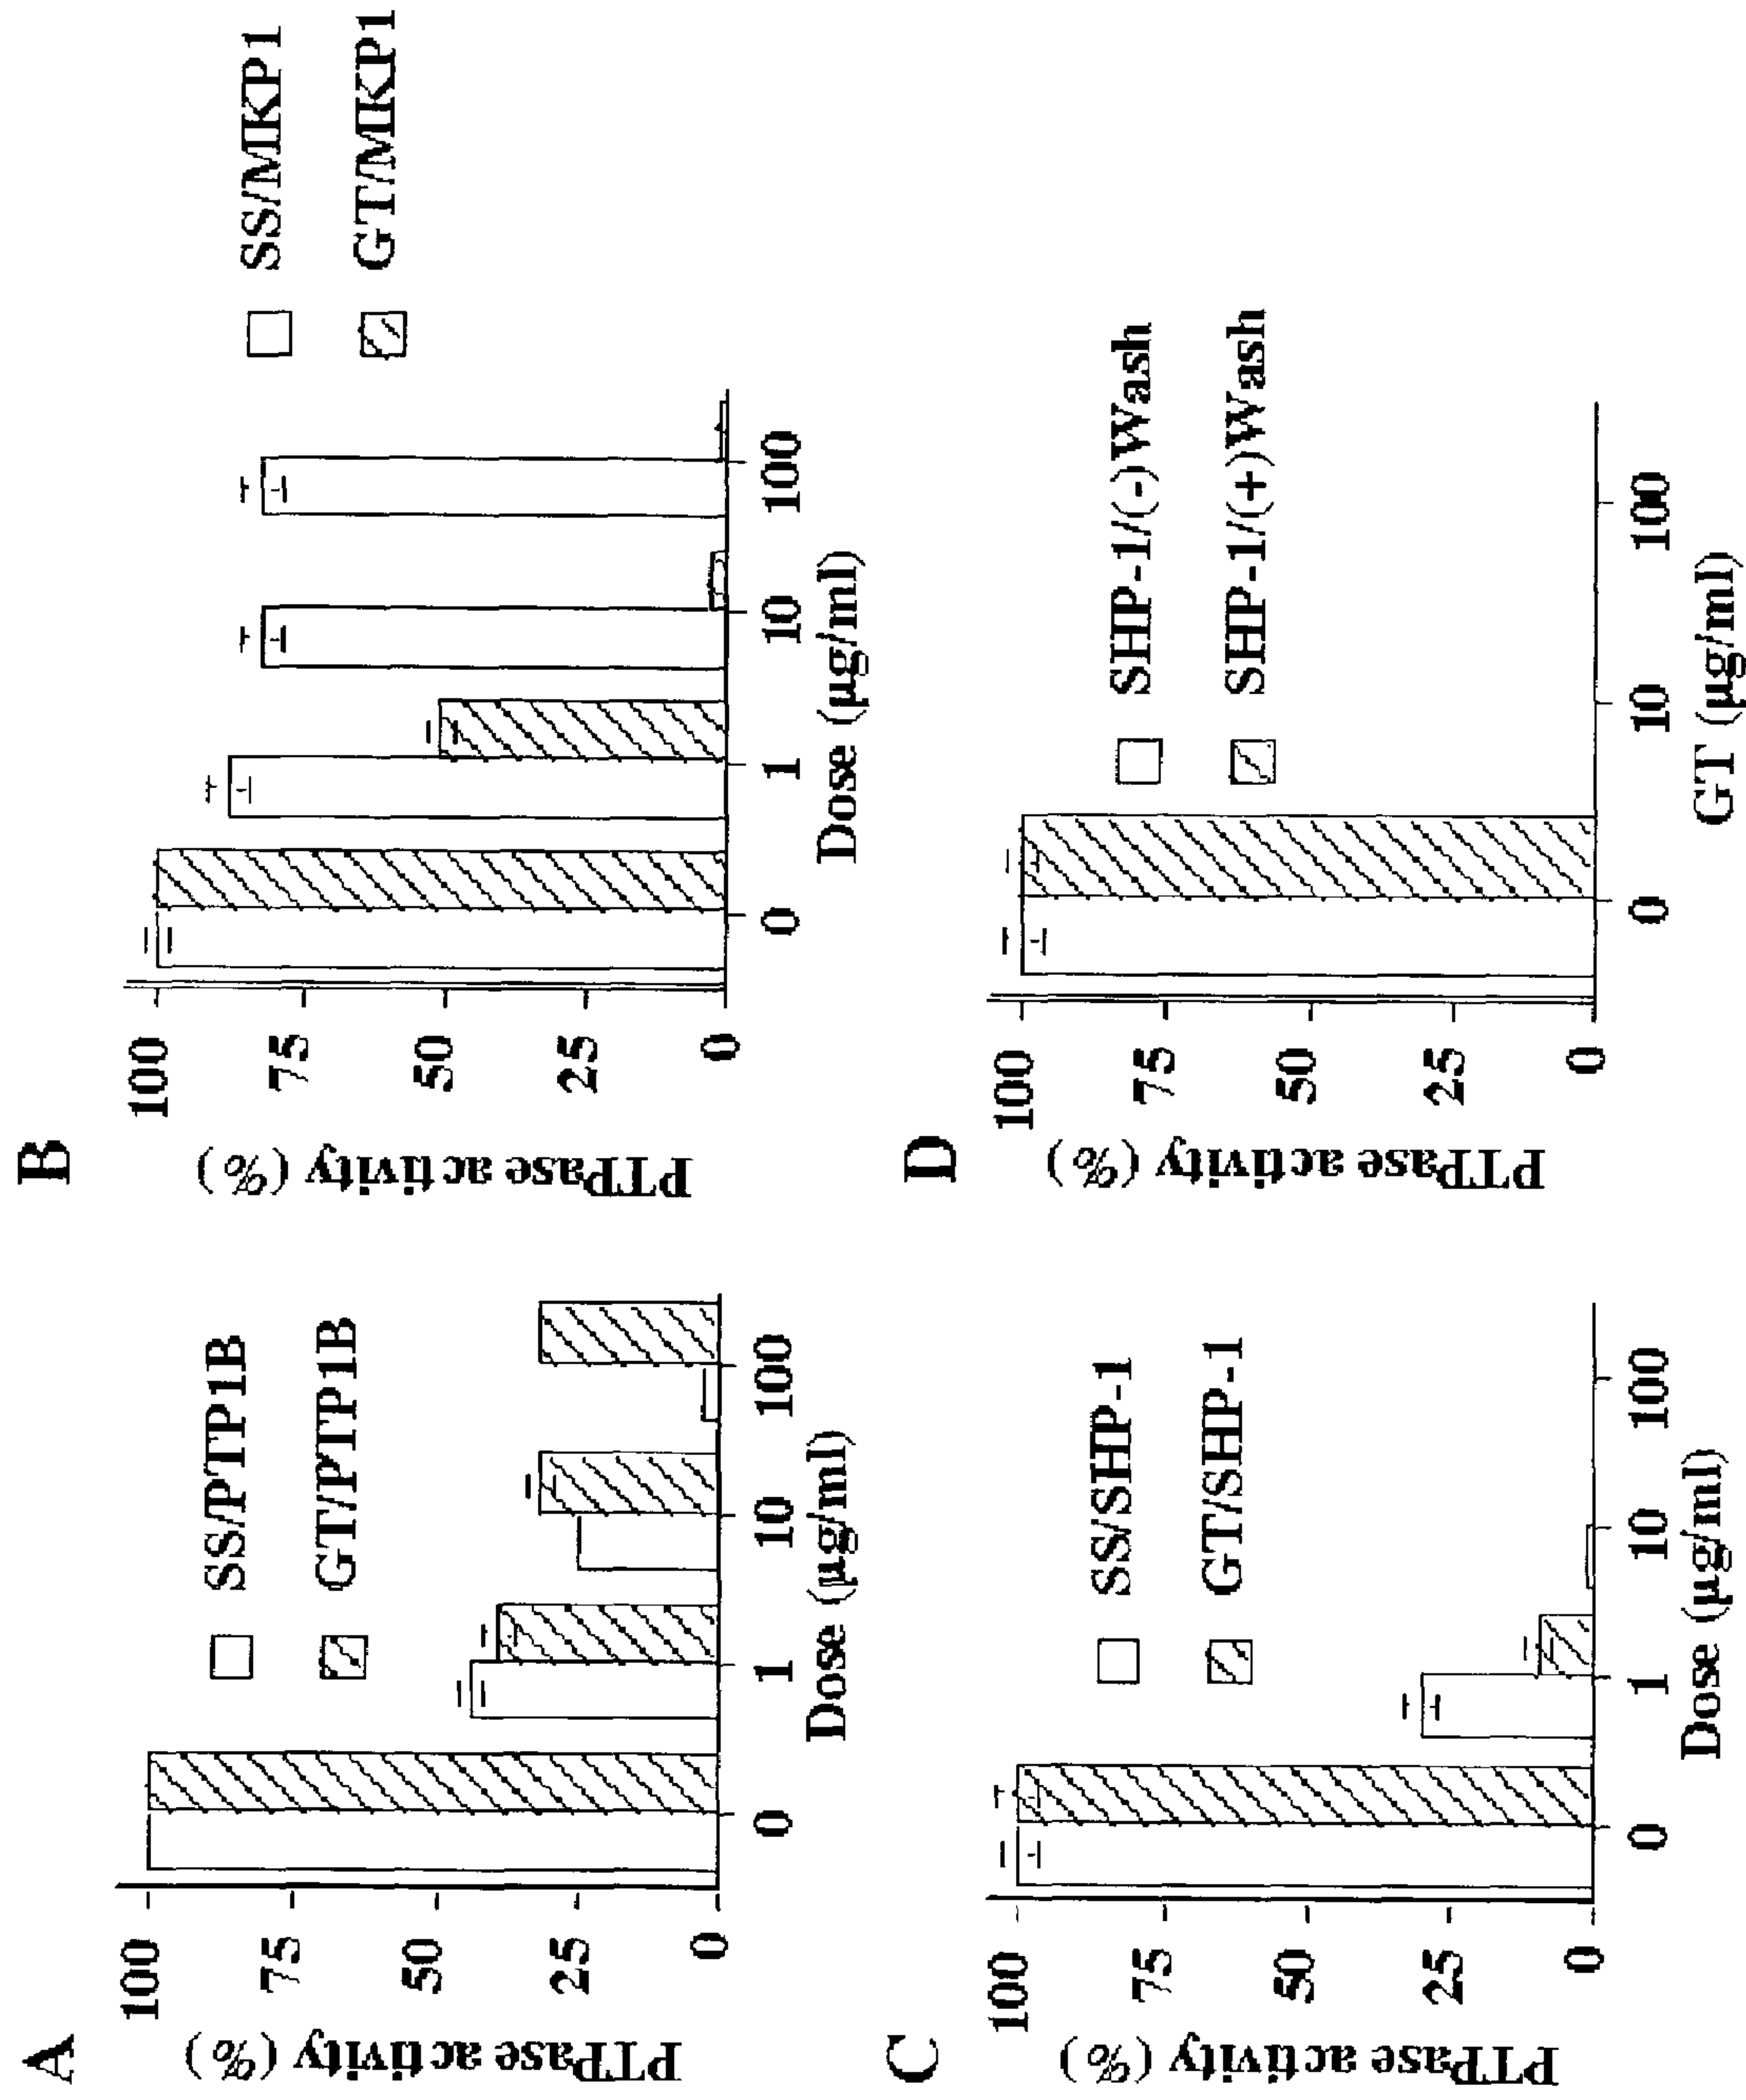 A
PTPase activity (%)
100
75
50
25
0
SS/PTP1B
GT/PTP1B
0 1 10 100
Dose (µg/ml)
B
PTPase activity (%)
100
75
50
25
0
SS/MKP1
GT/MKP1
0 1 10 100
Dose (µg/ml)
C
PTPase activity (%)
100
75
50
25
0
SS/SHP-1
GT/SHP-1
0 1 10 100
Dose (µg/ml)
D
PTPase activity (%)
100
75
50
25
0
SHP-1/(-)Wash
SHP-1/(+)Wash
0 10 100
GT (µg/ml)